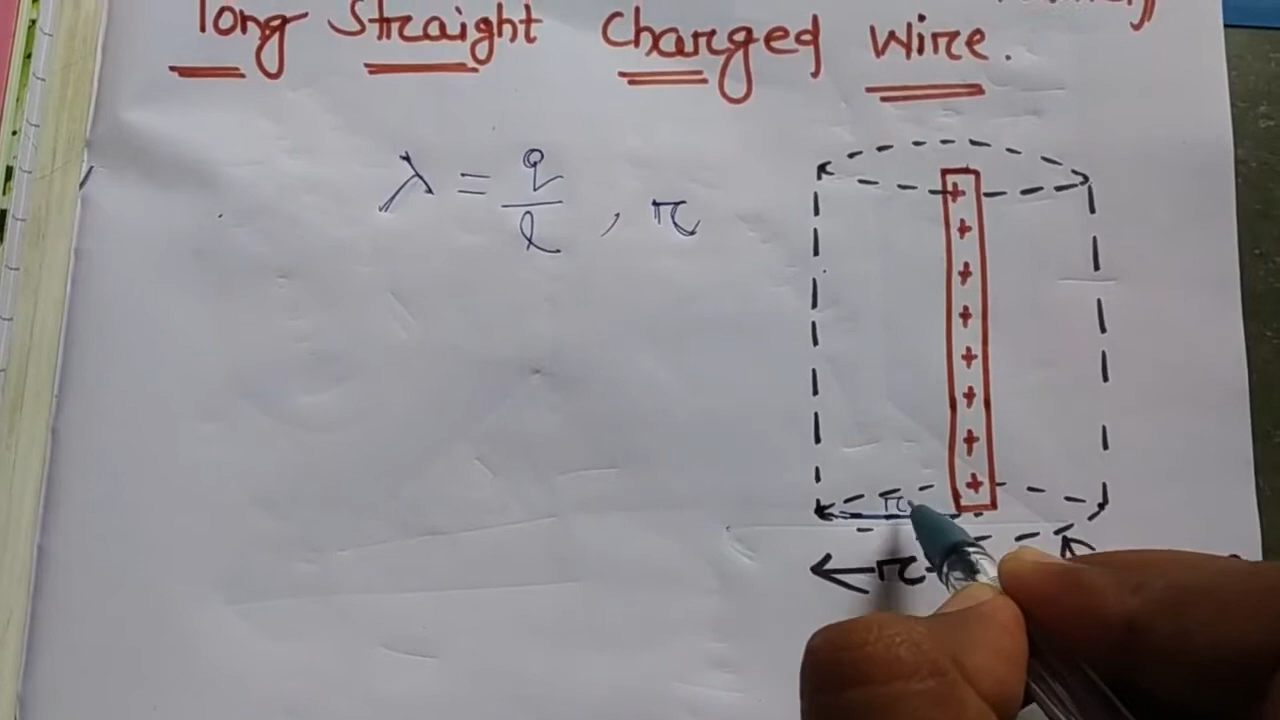 long straight charged wire.
λ = q/l , r
+
+
+
+
+
+
+
+
r
r